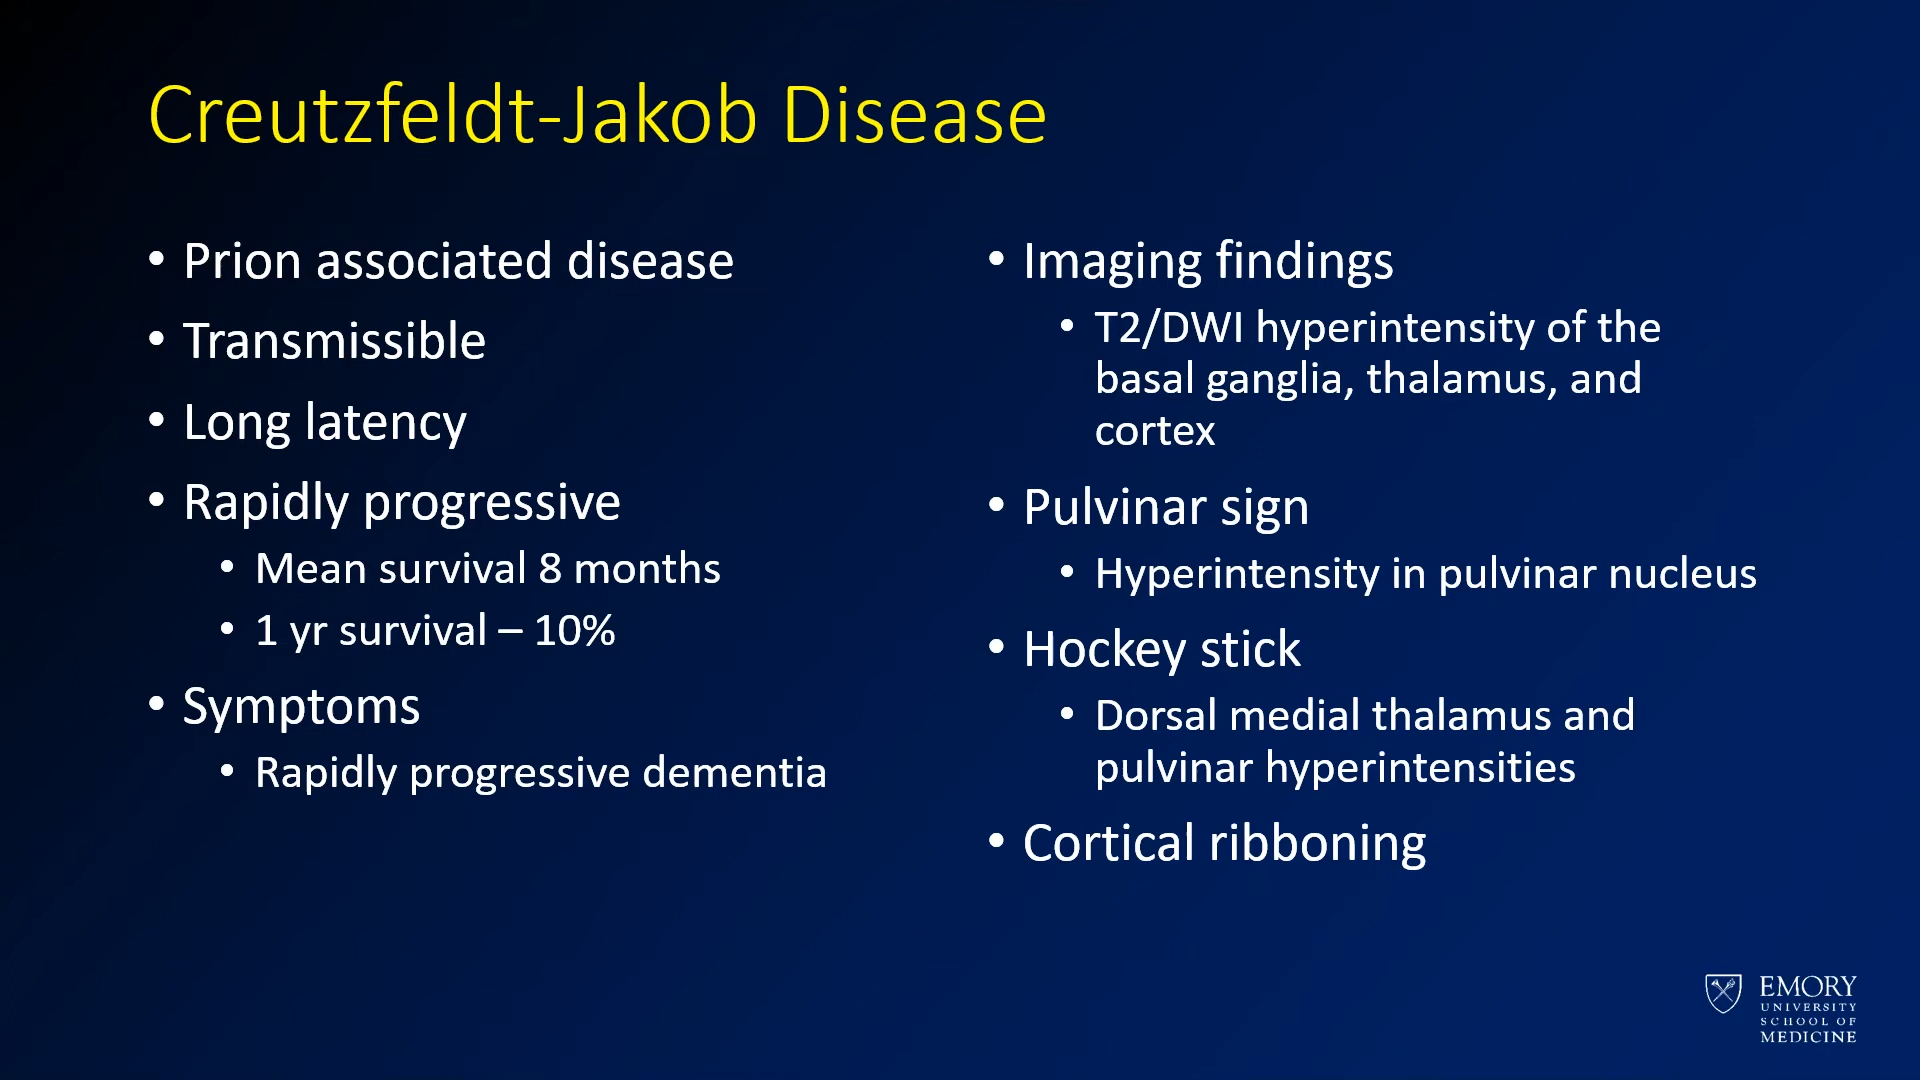 Creutzfeldt-Jakob Disease
• Prion associated disease
• Transmissible
• Long latency
• Rapidly progressive
• Mean survival 8 months
• 1 yr survival – 10%
• Symptoms
• Rapidly progressive dementia
• Imaging findings
• T2/DWI hyperintensity of the
basal ganglia, thalamus, and
cortex
• Pulvinar sign
• Hyperintensity in pulvinar nucleus
• Hockey stick
• Dorsal medial thalamus and
pulvinar hyperintensities
• Cortical ribboning
EMORY
UNIVERSITY
SCHOOL OF
MEDICINE